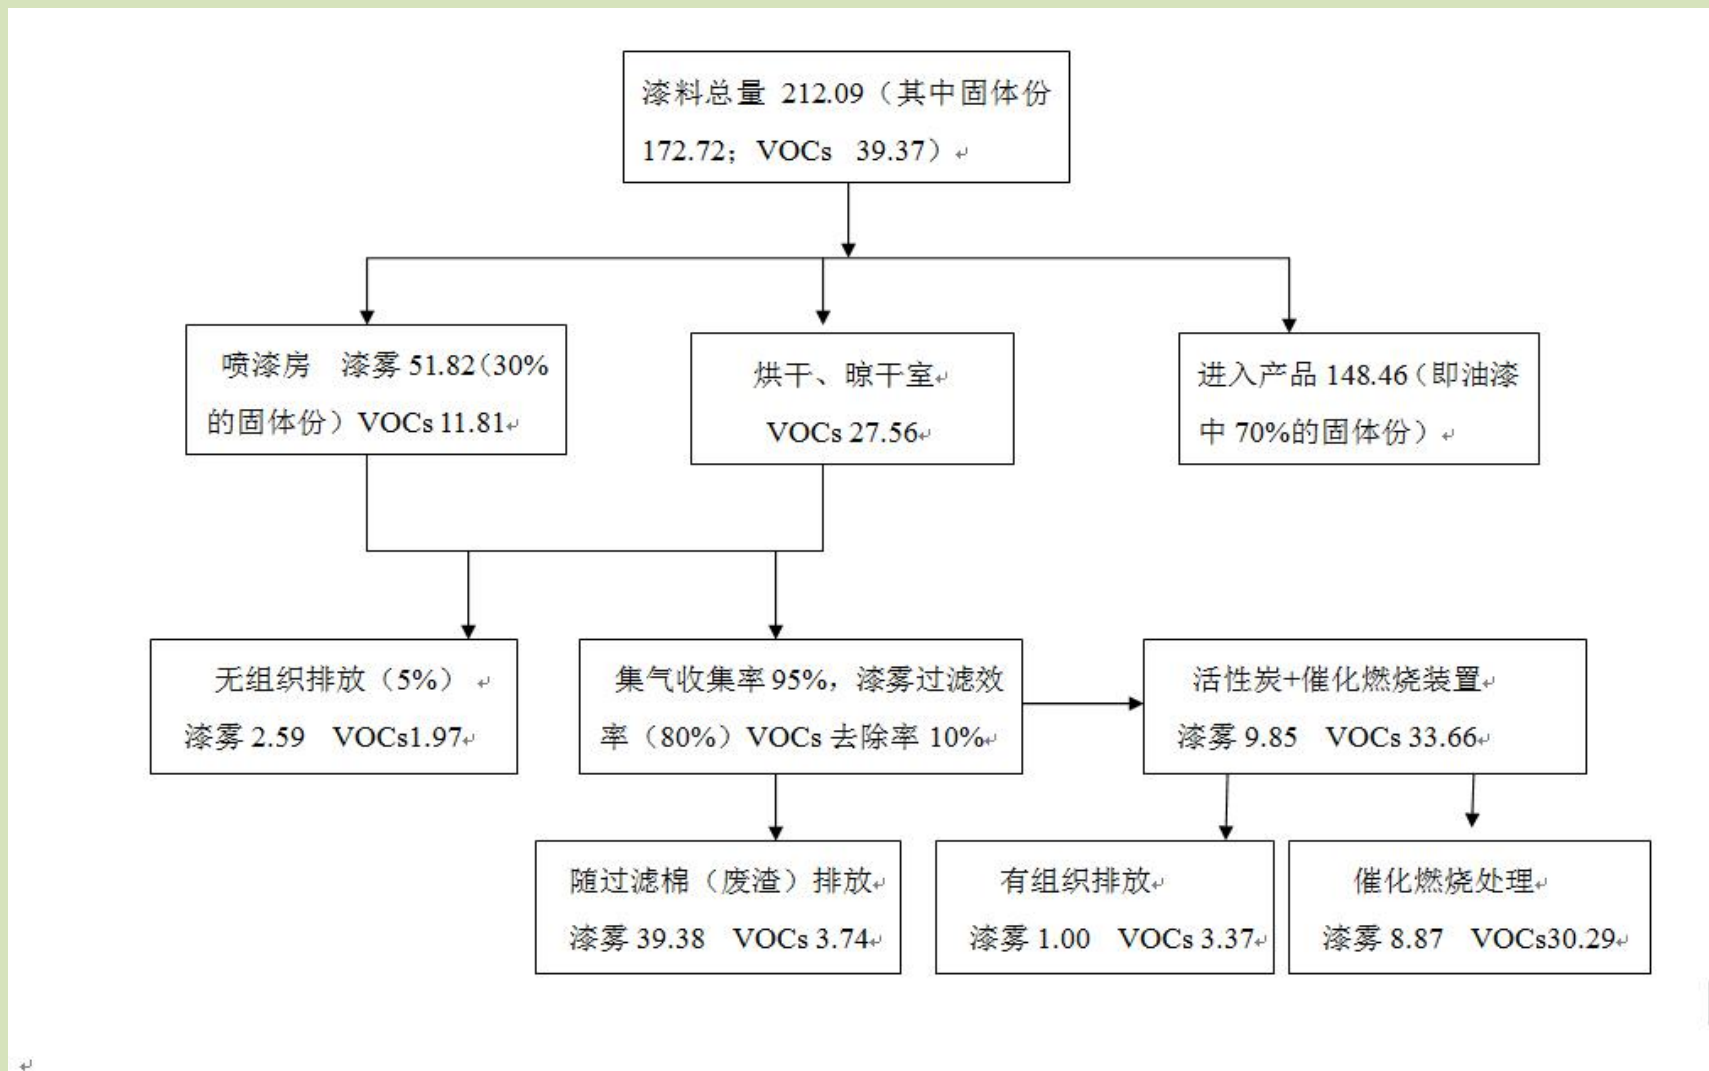 漆料总量 212.09（其中固体份
172.72；VOCs 39.37）
喷漆房 漆雾 51.82（30%
的固体份）VOCs 11.81
烘干、晾干室
VOCs 27.56
进入产品 148.46（即油漆
中 70%的固体份）
无组织排放（5%）
漆雾 2.59 VOCs1.97
集气收集率 95%，漆雾过滤效
率（80%）VOCs 去除率 10%
活性炭+催化燃烧装置
漆雾 9.85 VOCs 33.66
随过滤棉（废渣）排放
漆雾 39.38 VOCs 3.74
有组织排放
漆雾 1.00 VOCs 3.37
催化燃烧处理
漆雾 8.87 VOCs30.29